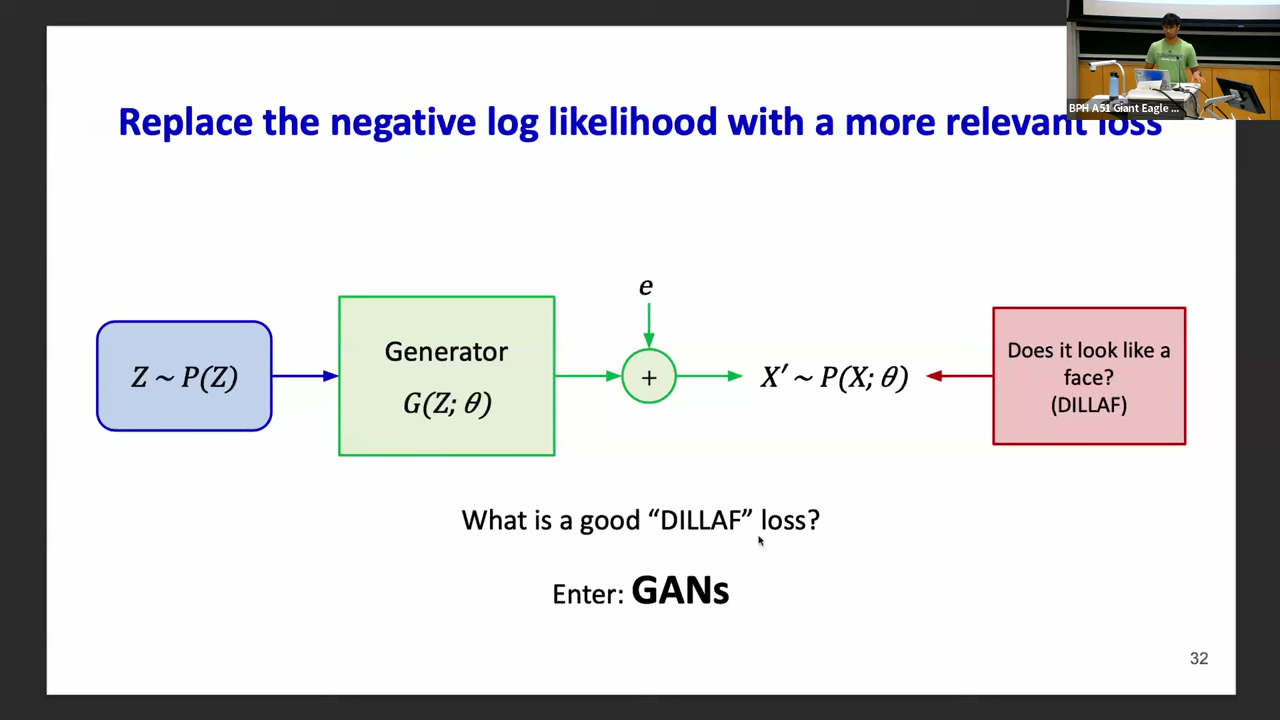 Replace the negative log likelihood with a more relevant loss
BPH A51 Giant Eagle ...
e
Z ~ P(Z)
Generator
G(Z; θ)
+
X′ ~ P(X; θ)
Does it look like a
face?
(DILLAF)
What is a good “DILLAF” loss?
Enter: GANs
32